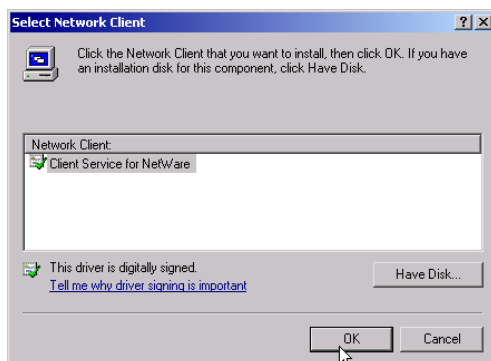 Select Network Client
Click the Network Client that you want to install, then click OK. If you have
an installation disk for this component, click Have Disk.
Network Client:
Client Service for NetWare
This driver is digitally signed.
Tell me why driver signing is important
Have Disk...
OK
Cancel